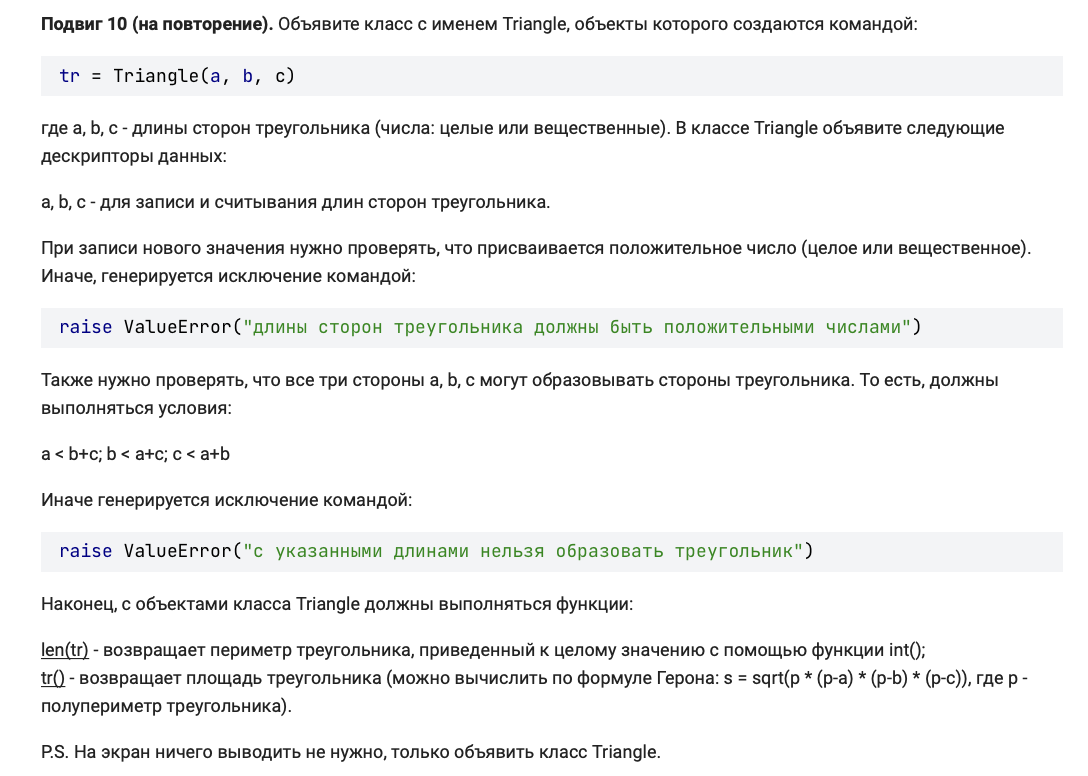 Подвиг 10 (на повторение). Объявите класс с именем Triangle, объекты которого создаются командой:
tr = Triangle(a, b, c)
где a, b, c - длины сторон треугольника (числа: целые или вещественные). В классе Triangle объявите следующие
дескрипторы данных:
a, b, c - для записи и считывания длин сторон треугольника.
При записи нового значения нужно проверять, что присваивается положительное число (целое или вещественное).
Иначе, генерируется исключение командой:
raise ValueError("длины сторон треугольника должны быть положительными числами")
Также нужно проверять, что все три стороны a, b, c могут образовывать стороны треугольника. То есть, должны
выполняться условия:
a < b+c; b < a+c; c < a+b
Иначе генерируется исключение командой:
raise ValueError("с указанными длинами нельзя образовать треугольник")
Наконец, с объектами класса Triangle должны выполняться функции:
len(tr) - возвращает периметр треугольника, приведенный к целому значению с помощью функции int();
tr() - возвращает площадь треугольника (можно вычислить по формуле Герона: s = sqrt(p * (p-a) * (p-b) * (p-c)), где p -
полупериметр треугольника).
P.S. На экран ничего выводить не нужно, только объявить класс Triangle.